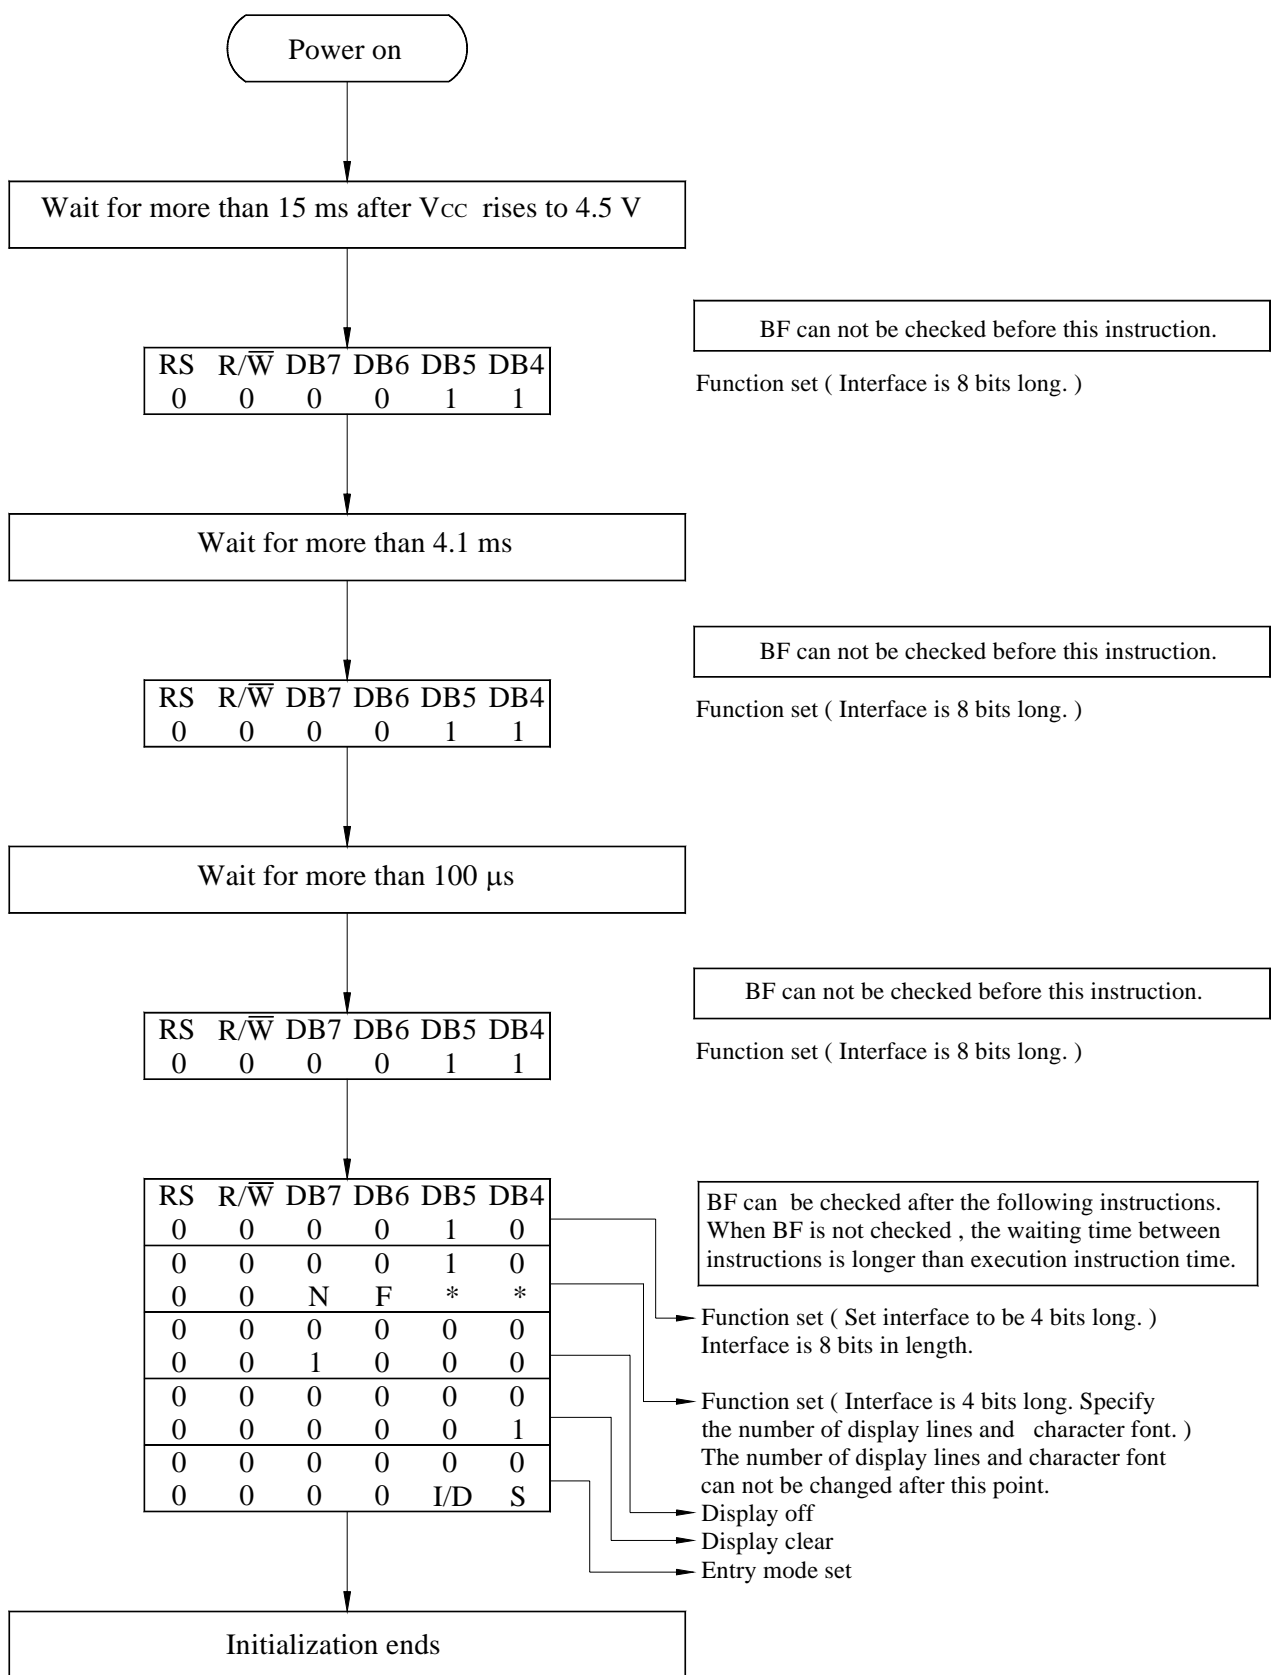 Power on
Wait for more than 15 ms after VCC rises to 4.5 V
BF can not be checked before this instruction.
RS R/W̅ DB7 DB6 DB5 DB4
0 0 0 0 1 1
Function set ( Interface is 8 bits long. )
Wait for more than 4.1 ms
BF can not be checked before this instruction.
RS R/W̅ DB7 DB6 DB5 DB4
0 0 0 0 1 1
Function set ( Interface is 8 bits long. )
Wait for more than 100 μs
BF can not be checked before this instruction.
RS R/W̅ DB7 DB6 DB5 DB4
0 0 0 0 1 1
Function set ( Interface is 8 bits long. )
RS R/W̅ DB7 DB6 DB5 DB4
0 0 0 0 1 0
0 0 0 0 1 0
0 0 N F * *
0 0 0 0 0 0
0 0 1 0 0 0
0 0 0 0 0 0
0 0 0 0 0 1
0 0 0 0 0 0
0 0 0 0 I/D S
BF can be checked after the following instructions.
When BF is not checked , the waiting time between
instructions is longer than execution instruction time.
Function set ( Set interface to be 4 bits long. )
Interface is 8 bits in length.
Function set ( Interface is 4 bits long. Specify
the number of display lines and character font. )
The number of display lines and character font
can not be changed after this point.
Display off
Display clear
Entry mode set
Initialization ends